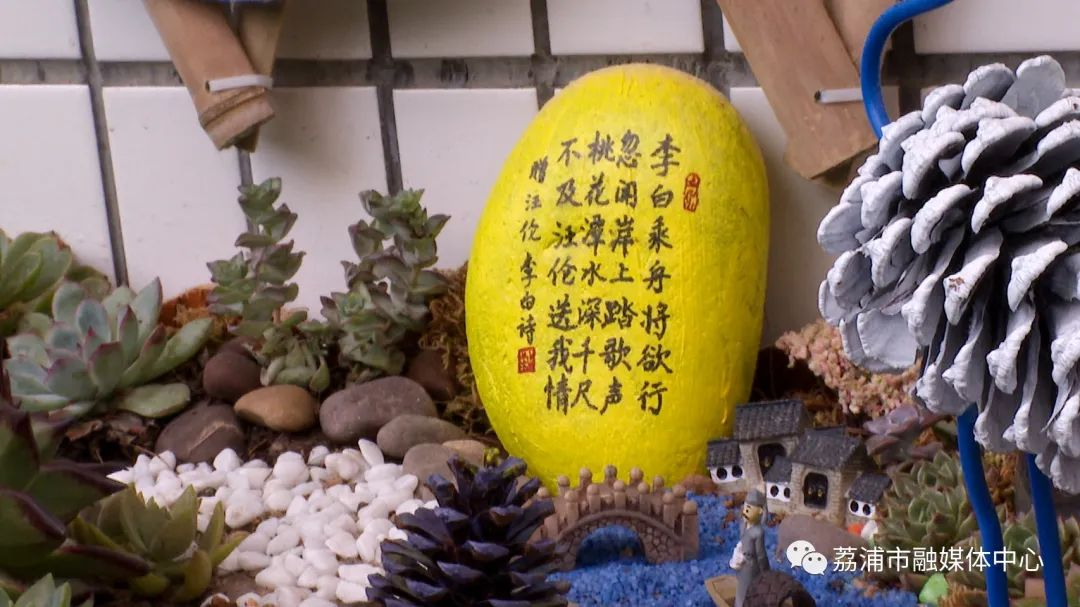 李白乘舟将欲行
忽闻岸上踏歌声
桃花潭水深千尺
不及汪伦送我情
赠汪伦 李白诗
荔浦市融媒体中心